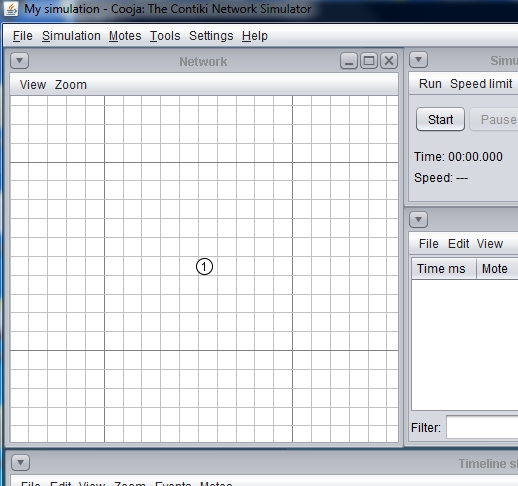 My simulation - Cooja: The Contiki Network Simulator
File Simulation Motes Tools Settings Help
Network
View Zoom
1
Simu
Run Speed limit
Start Pause
Time: 00:00.000
Speed: ---
File Edit View
Time ms Mote
Filter:
Timeline s
File Edit View Zoom Events Motes